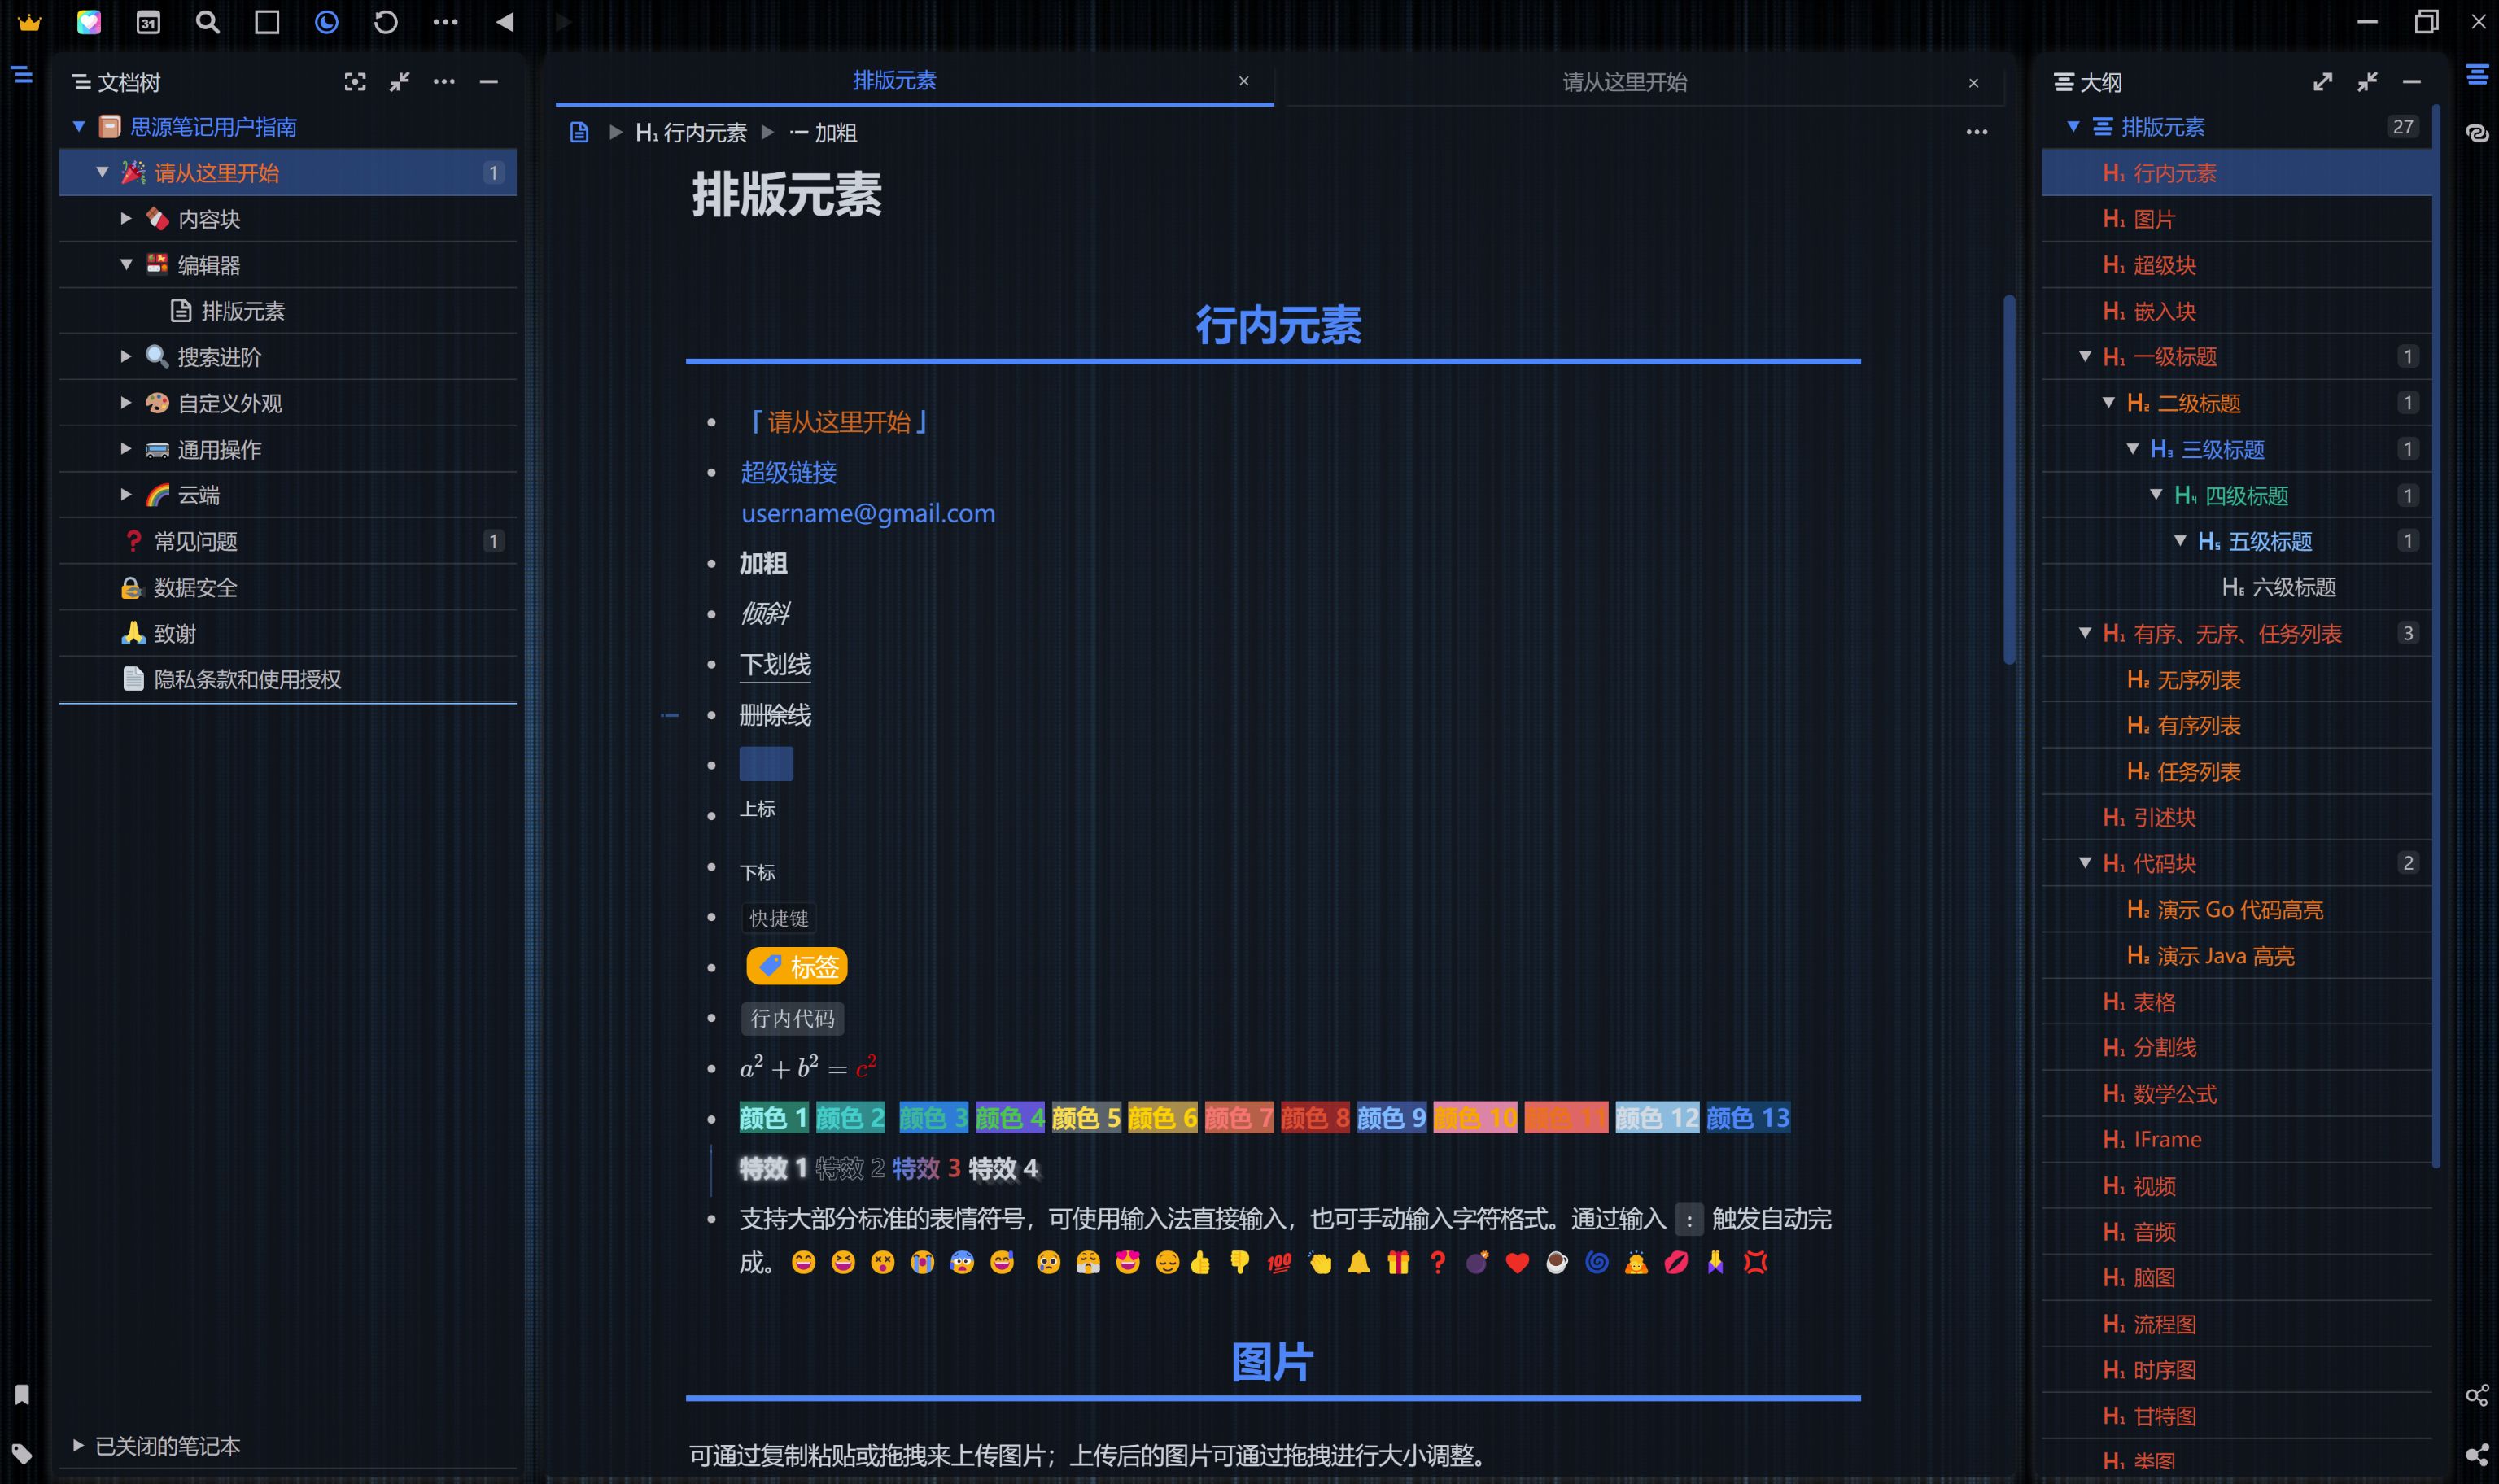 31
文档树
思源笔记用户指南
请从这里开始 1
内容块
编辑器
排版元素
搜索进阶
自定义外观
通用操作
云端
常见问题 1
数据安全
致谢
隐私条款和使用授权
已关闭的笔记本
排版元素
请从这里开始
H1 行内元素 加粗
排版元素
行内元素
「请从这里开始」
超级链接
username@gmail.com
加粗
倾斜
下划线
删除线
上标
下标
快捷键
标签
行内代码
a² + b² = c²
颜色 1 颜色 2 颜色 3 颜色 4 颜色 5 颜色 6 颜色 7 颜色 8 颜色 9 颜色 10 颜色 11 颜色 12 颜色 13
特效 1 特效 2 特效 3 特效 4
支持大部分标准的表情符号，可使用输入法直接输入，也可手动输入字符格式。通过输入 : 触发自动完
成。😄 😆 😵 😭 😰 😅 😢 😤 😍 😌 👍 👎 💯 👏 🔔 🎁 ❓ 💣 ❤️ ☕ 🌀 🙇 💋 🙏 💢
图片
可通过复制粘贴或拖拽来上传图片；上传后的图片可通过拖拽进行大小调整。
大纲
排版元素 27
H1 行内元素
H1 图片
H1 超级块
H1 嵌入块
H1 一级标题 1
H2 二级标题 1
H3 三级标题 1
H4 四级标题 1
H5 五级标题 1
H6 六级标题
H1 有序、无序、任务列表 3
H2 无序列表
H2 有序列表
H2 任务列表
H1 引述块
H1 代码块 2
H2 演示 Go 代码高亮
H2 演示 Java 高亮
H1 表格
H1 分割线
H1 数学公式
H1 IFrame
H1 视频
H1 音频
H1 脑图
H1 流程图
H1 时序图
H1 甘特图
H1 类图